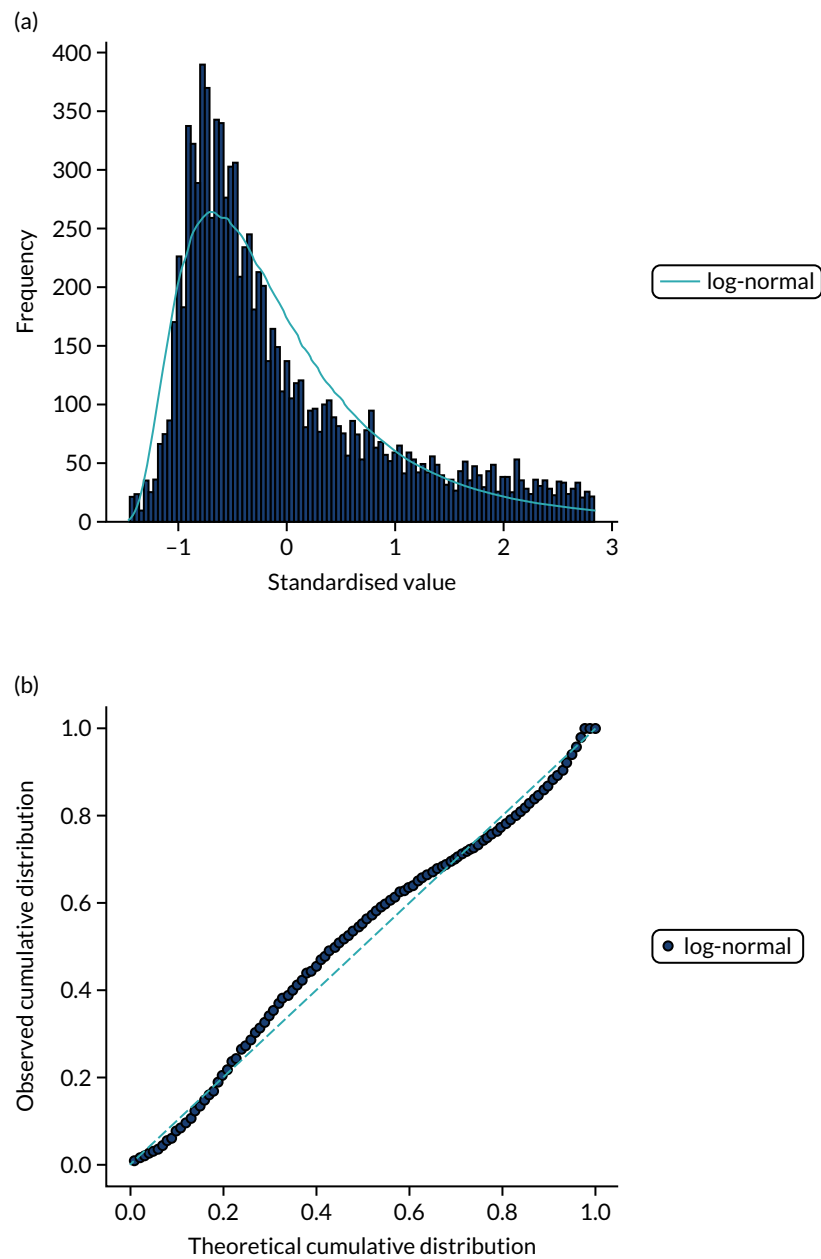 (a)
400
350
300
250
200
150
100
50
0
Frequency
−1 0 1 2 3
Standardised value
log-normal
(b)
1.0
0.8
0.6
0.4
0.2
0.0
Observed cumulative distribution
0.0 0.2 0.4 0.6 0.8 1.0
Theoretical cumulative distribution
log-normal